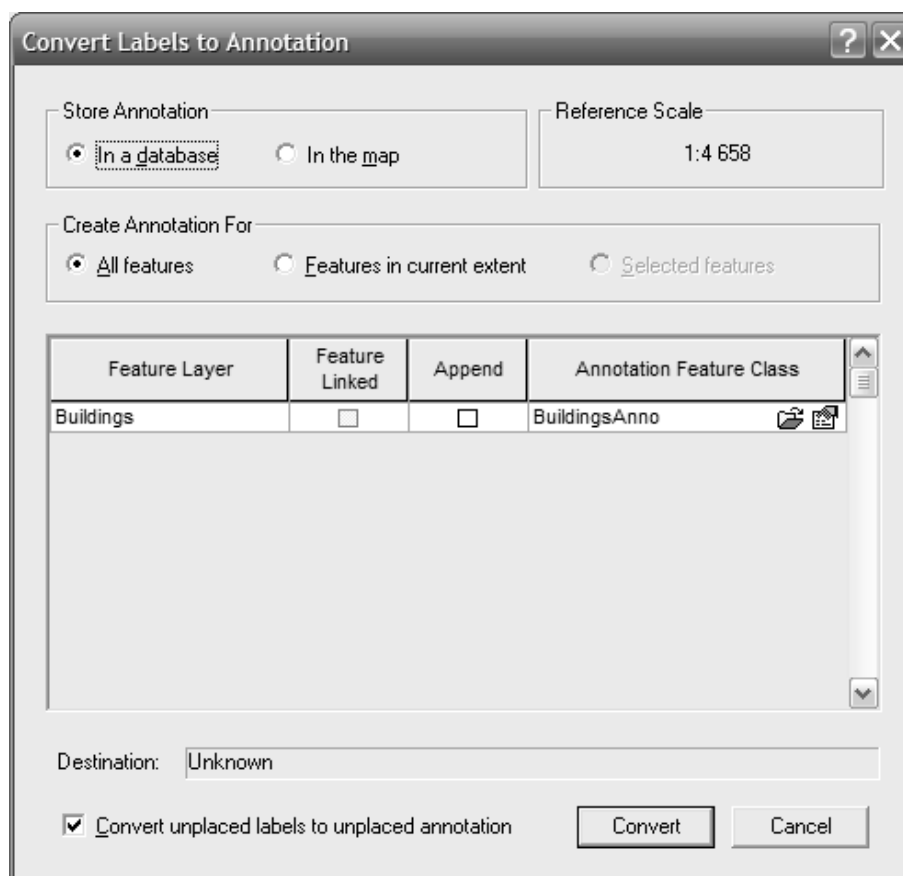 Convert Labels to Annotation
Store Annotation
In a database
In the map
Reference Scale
1:4 658
Create Annotation For
All features
Features in current extent
Selected features
Feature Layer
Feature Linked
Append
Annotation Feature Class
Buildings
BuildingsAnno
Destination: Unknown
Convert unplaced labels to unplaced annotation
Convert
Cancel